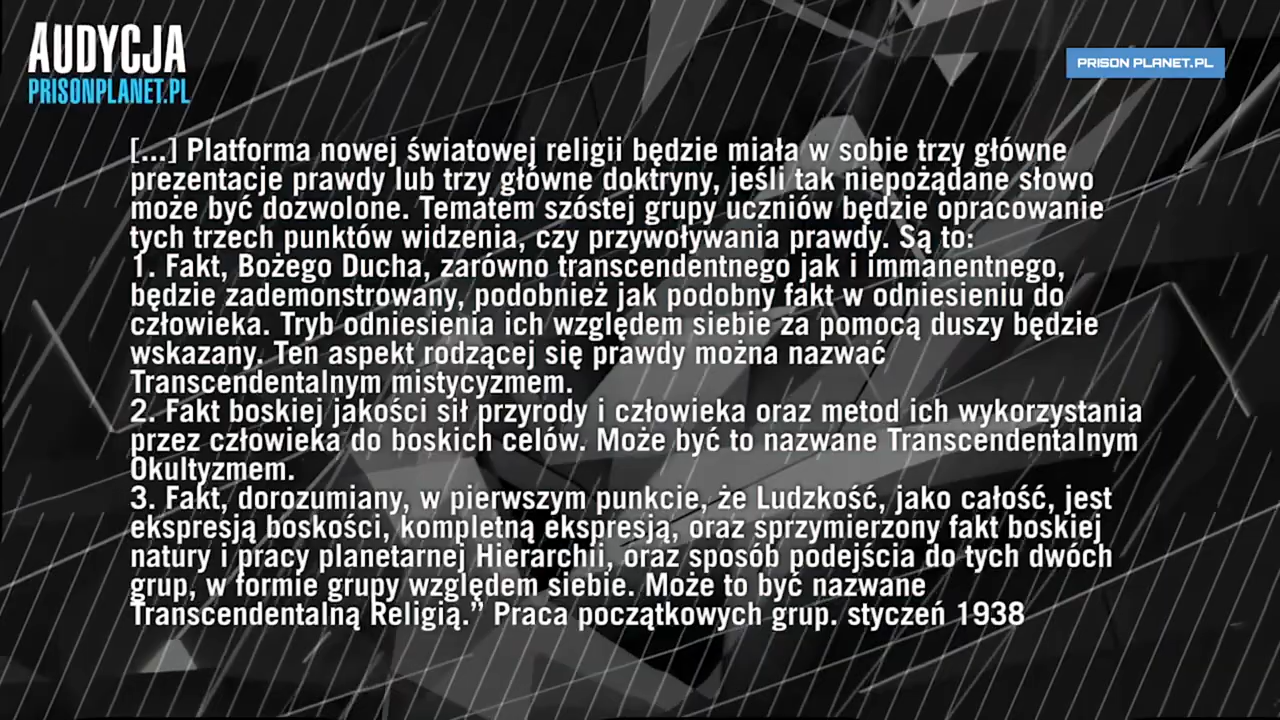 AUDYCJA
PRISONPLANET.PL
PRISON PLANET.PL
[...] Platforma nowej światowej religii będzie miała w sobie trzy główne
prezentacje prawdy lub trzy główne doktryny, jeśli tak niepożądane słowo
może być dozwolone. Tematem szóstej grupy uczniów będzie opracowanie
tych trzech punktów widzenia, czy przywoływania prawdy. Są to:
1. Fakt, Bożego Ducha, zarówno transcendentnego jak i immanentnego,
będzie zademonstrowany, podobnież jak podobny fakt w odniesieniu do
człowieka. Tryb odniesienia ich względem siebie za pomocą duszy będzie
wskazany. Ten aspekt rodzącej się prawdy można nazwać
Transcendentalnym mistycyzmem.
2. Fakt boskiej jakości sił przyrody i człowieka oraz metod ich wykorzystania
przez człowieka do boskich celów. Może być to nazwane Transcendentalnym
Okultyzmem.
3. Fakt, dorozumiany, w pierwszym punkcie, że Ludzkość, jako całość, jest
ekspresją boskości, kompletną ekspresją, oraz sprzymierzony fakt boskiej
natury i pracy planetarnej Hierarchii, oraz sposób podejścia do tych dwóch
grup, w formie grupy względem siebie. Może to być nazwane
Transcendentalną Religią.” Praca początkowych grup. styczeń 1938